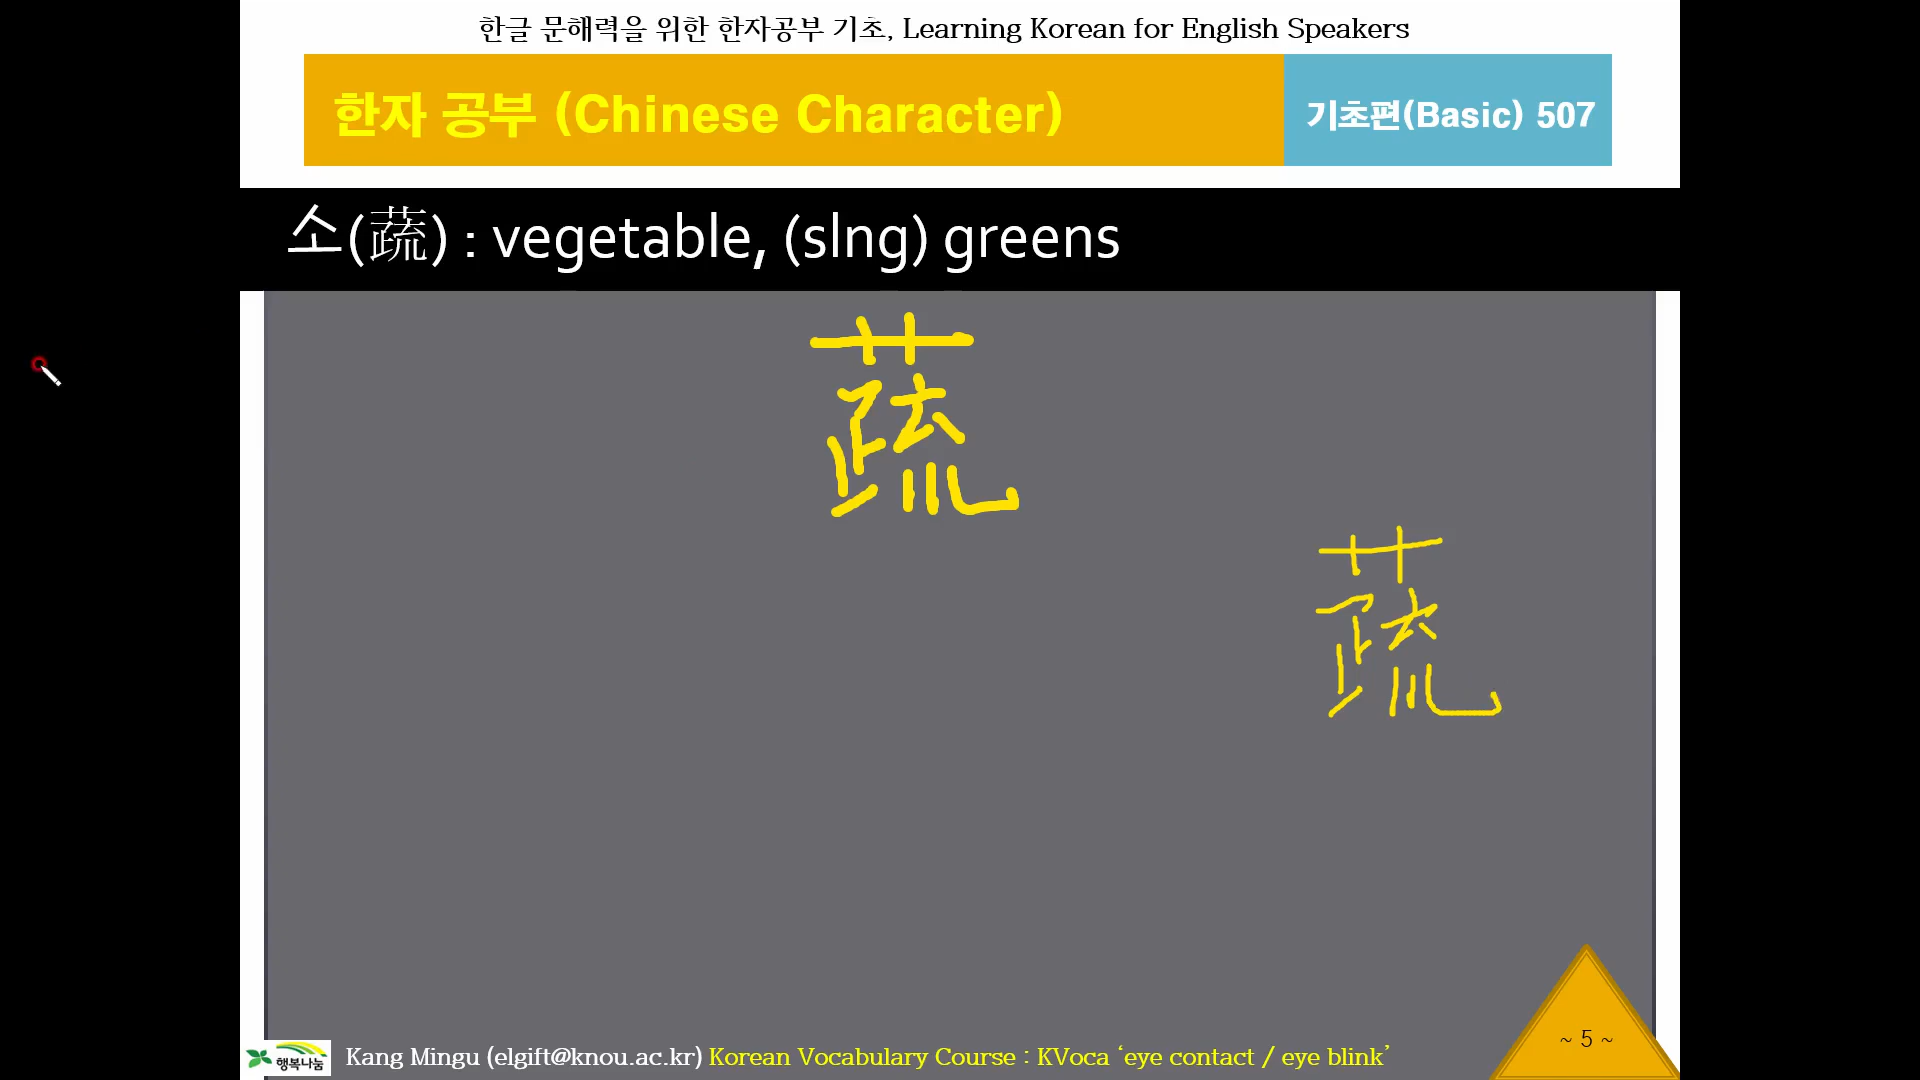 한글 문해력을 위한 한자공부 기초, Learning Korean for English Speakers
한자 공부 (Chinese Character)
기초편(Basic) 507
소(蔬) : vegetable, (slng) greens
蔬
蔬
~ 5 ~
행복나눔
Kang Mingu (elgift@knou.ac.kr) Korean Vocabulary Course : KVoca ‘eye contact / eye blink’